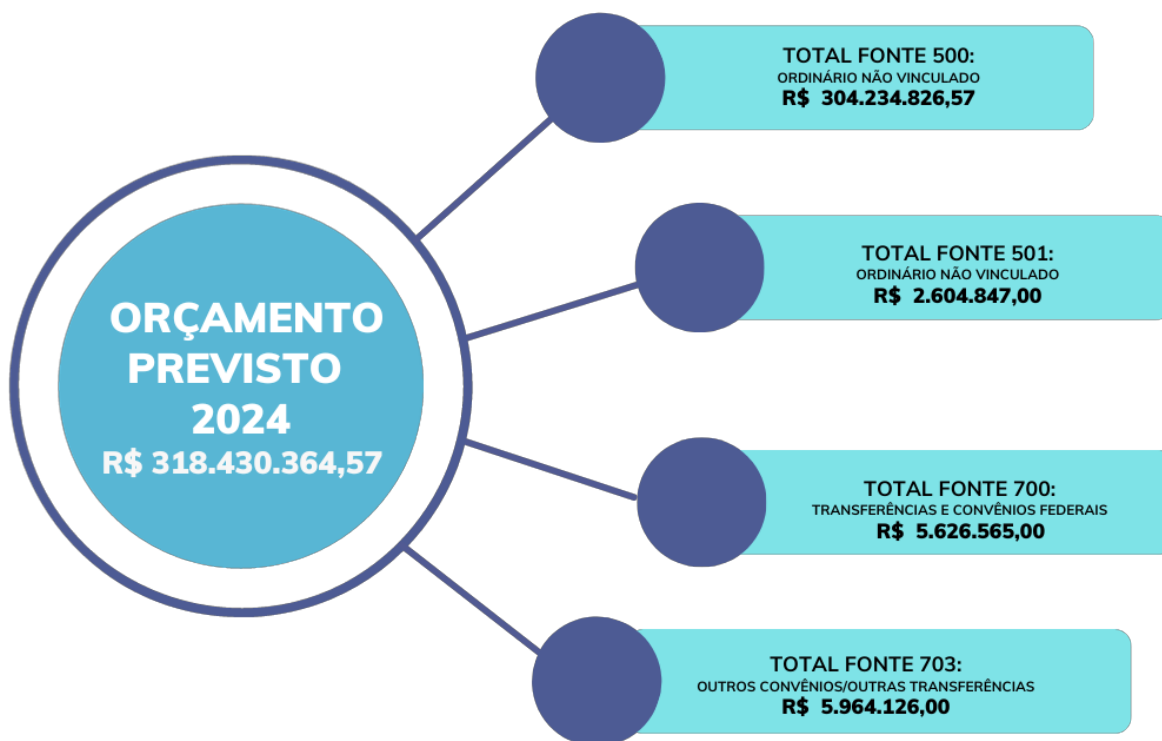 ORÇAMENTO
PREVISTO
2024
R$ 318.430.364,57
TOTAL FONTE 500:
ORDINÁRIO NÃO VINCULADO
R$ 304.234.826,57
TOTAL FONTE 501:
ORDINÁRIO NÃO VINCULADO
R$ 2.604.847,00
TOTAL FONTE 700:
TRANSFERÊNCIAS E CONVÊNIOS FEDERAIS
R$ 5.626.565,00
TOTAL FONTE 703:
OUTROS CONVÊNIOS/OUTRAS TRANSFERÊNCIAS
R$ 5.964.126,00